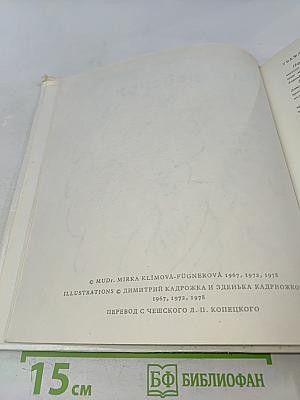 © MUDr. MIRKA KLÍMOVÁ-FÜGNEROVÁ 1967, 1972, 1978
ILLUSTRATIONS © ДИМИТРИЙ КАДРОЖКА И ЗДЕНЬКА КАДРНОЖКО
1967, 1972, 1978
ПЕРЕВОД С ЧЕШСКОГО Л. П. КОПЕЦКОГО
15 СМ
БФ БИБЛИОФАН